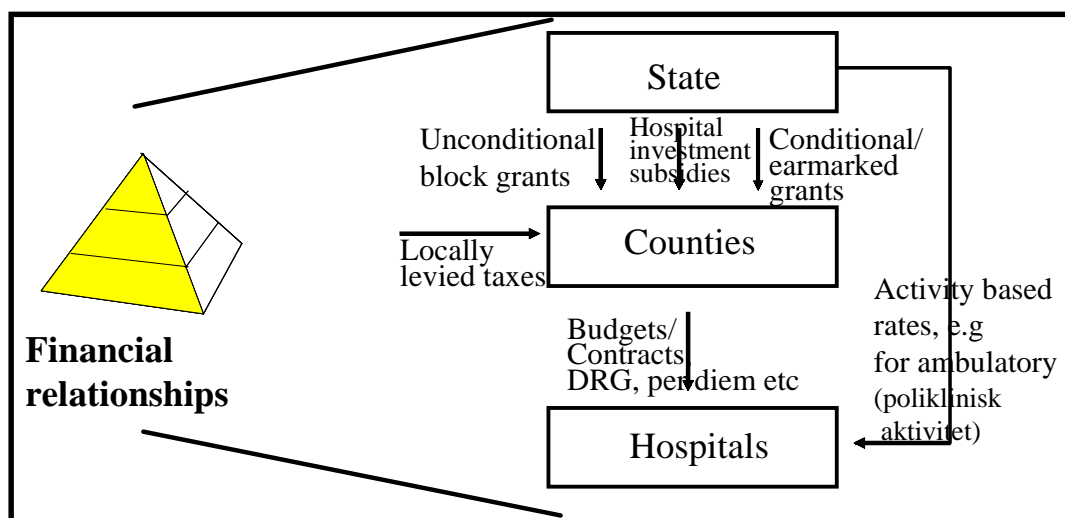 State
Unconditional
block grants
Hospital
investment
subsidies
Conditional/
earmarked
grants
Counties
Locally
levied taxes
Budgets/
Contracts,
DRG, per diem etc
Activity based
rates, e.g
for ambulatory
(poliklinisk
aktivitet)
Financial
relationships
Hospitals